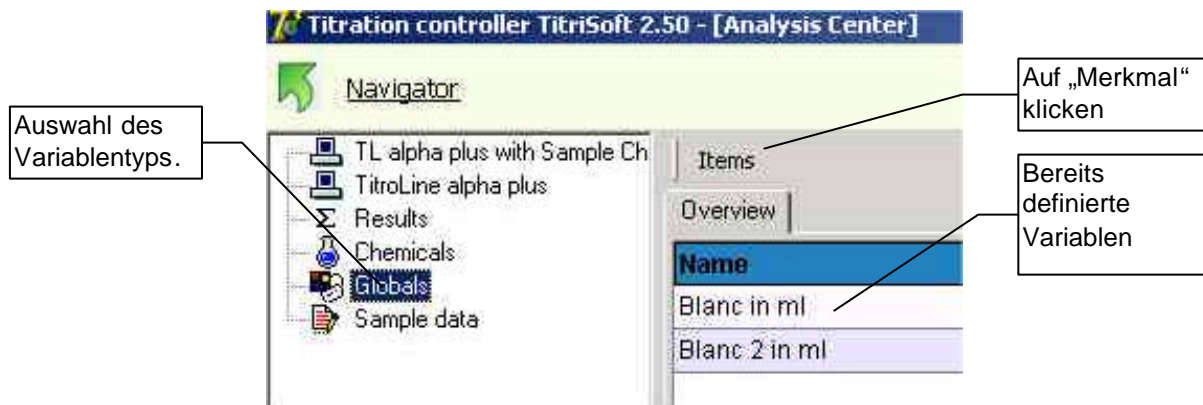 Titration controller TitriSoft 2.50 - [Analysis Center]
Navigator
Auf „Merkmal“
klicken
Auswahl des
Variablentyps.
TL alpha plus with Sample Ch
TitroLine alpha plus
Results
Chemicals
Globals
Sample data
Items
Overview
Name
Blanc in ml
Blanc 2 in ml
Bereits
definierte
Variablen